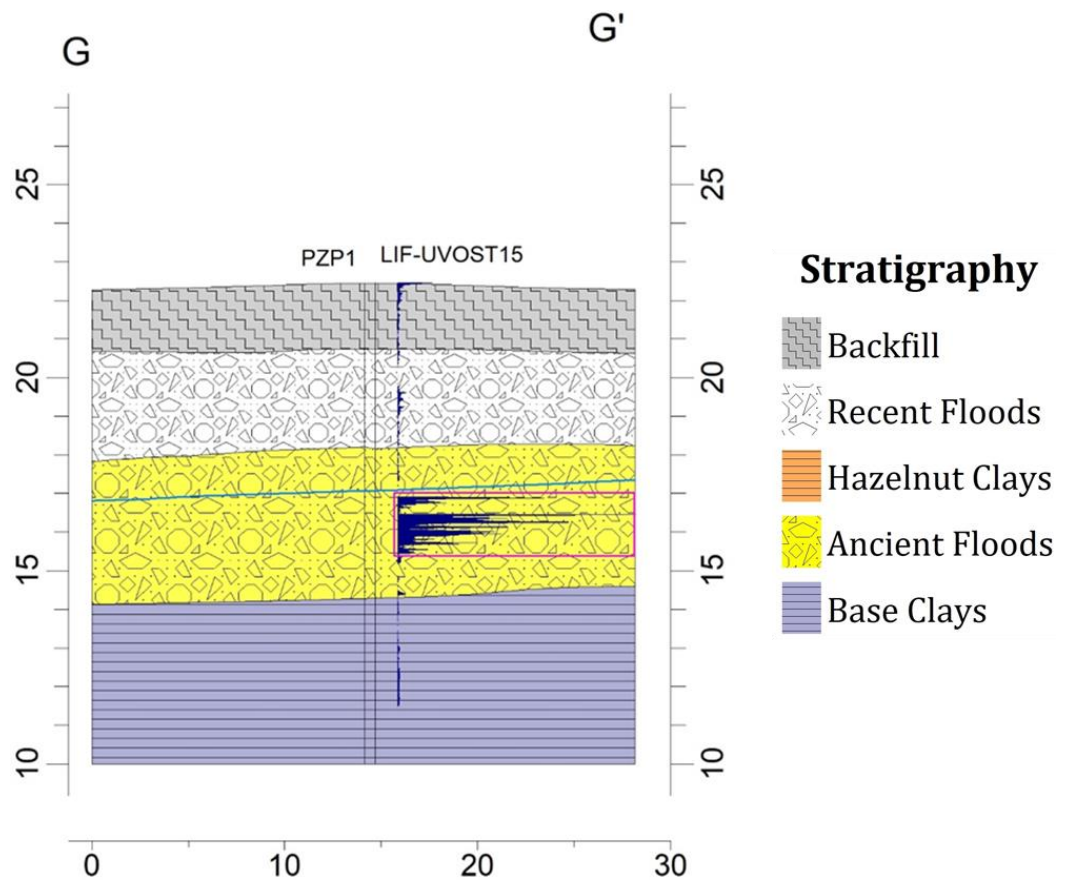 G
G'
25
25
PZP1
LIF-UVOST15
20
20
15
15
10
10
0
10
20
30
Stratigraphy
Backfill
Recent Floods
Hazelnut Clays
Ancient Floods
Base Clays